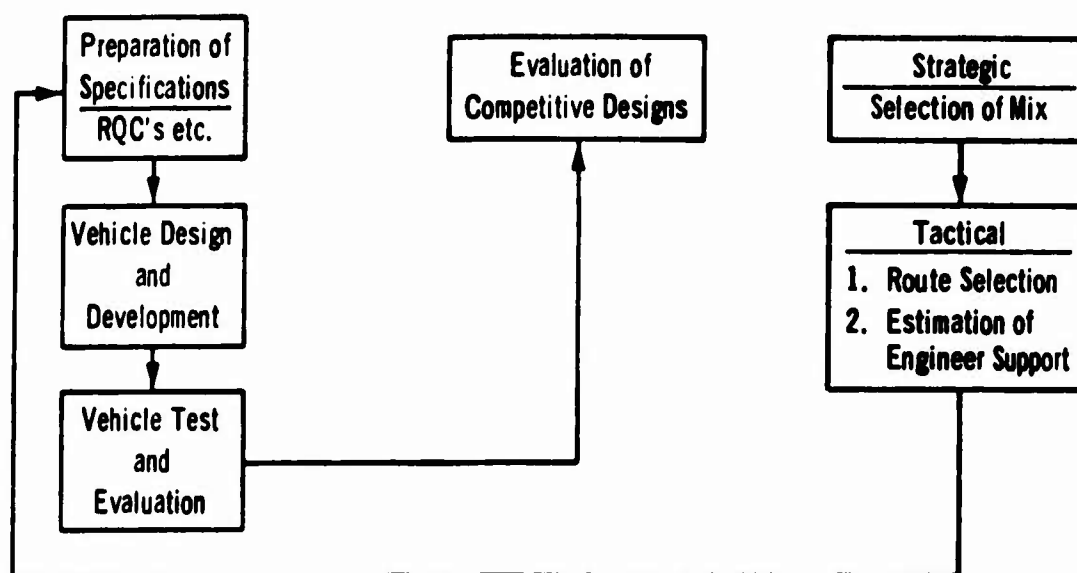 Preparation of
Specifications
RQC's etc.
Vehicle Design
and
Development
Vehicle Test
and
Evaluation
Evaluation of
Competitive Designs
Strategic
Selection of Mix
Tactical
1. Route Selection
2. Estimation of
Engineer Support